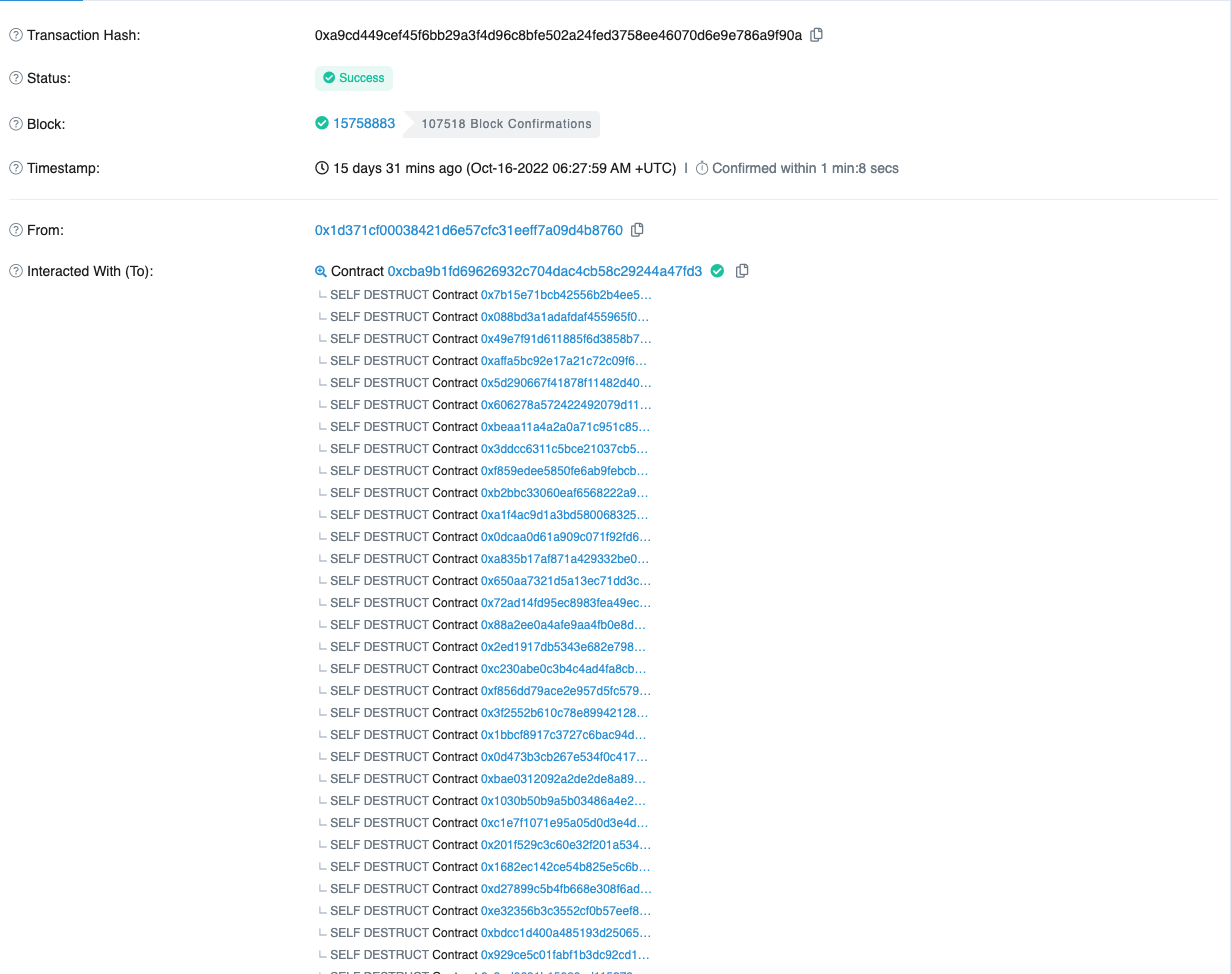 Transaction Hash: 0xa9cd449cef45f6bb29a3f4d96c8bfe502a24fed3758ee46070d6e9e786a9f90a
Status: Success
Block: 15758883 107518 Block Confirmations
Timestamp: 15 days 31 mins ago (Oct-16-2022 06:27:59 AM +UTC) | Confirmed within 1 min:8 secs
From: 0x1d371cf00038421d6e57cfc31eeff7a09d4b8760
Interacted With (To): Contract 0xcba9b1fd69626932c704dac4cb58c29244a47fd3
SELF DESTRUCT Contract 0x7b15e71bcb42556b2b4ee5...
SELF DESTRUCT Contract 0x088bd3a1adafdaf455965f0...
SELF DESTRUCT Contract 0x49e7f91d611885f6d3858b7...
SELF DESTRUCT Contract 0xaffa5bc92e17a21c72c09f6...
SELF DESTRUCT Contract 0x5d290667f41878f11482d40...
SELF DESTRUCT Contract 0x606278a572422492079d11...
SELF DESTRUCT Contract 0xbeaa11a4a2a0a71c951c85...
SELF DESTRUCT Contract 0x3ddcc6311c5bce21037cb5...
SELF DESTRUCT Contract 0xf859edee5850fe6ab9febcb...
SELF DESTRUCT Contract 0xb2bbc33060eaf6568222a9...
SELF DESTRUCT Contract 0xa1f4ac9d1a3bd580068325...
SELF DESTRUCT Contract 0x0dcaa0d61a909c071f92fd6...
SELF DESTRUCT Contract 0xa835b17af871a429332be0...
SELF DESTRUCT Contract 0x650aa7321d5a13ec71dd3c...
SELF DESTRUCT Contract 0x72ad14fd95ec8983fea49ec...
SELF DESTRUCT Contract 0x88a2ee0a4afe9aa4fb0e8d...
SELF DESTRUCT Contract 0x2ed1917db5343e682e798...
SELF DESTRUCT Contract 0xc230abe0c3b4c4ad4fa8cb...
SELF DESTRUCT Contract 0xf856dd79ace2e957d5fc579...
SELF DESTRUCT Contract 0x3f2552b610c78e89942128...
SELF DESTRUCT Contract 0x1bbcf8917c3727c6bac94d...
SELF DESTRUCT Contract 0x0d473b3cb267e534f0c417...
SELF DESTRUCT Contract 0xbae0312092a2de2de8a89...
SELF DESTRUCT Contract 0x1030b50b9a5b03486a4e2...
SELF DESTRUCT Contract 0xc1e7f1071e95a05d0d3e4d...
SELF DESTRUCT Contract 0x201f529c3c60e32f201a534...
SELF DESTRUCT Contract 0x1682ec142ce54b825e5c6b...
SELF DESTRUCT Contract 0xd27899c5b4fb668e308f6ad...
SELF DESTRUCT Contract 0xe32356b3c3552cf0b57eef8...
SELF DESTRUCT Contract 0xbdcc1d400a485193d25065...
SELF DESTRUCT Contract 0x929ce5c01fabf1b3dc92cd1...
SELF DESTRUCT Contract